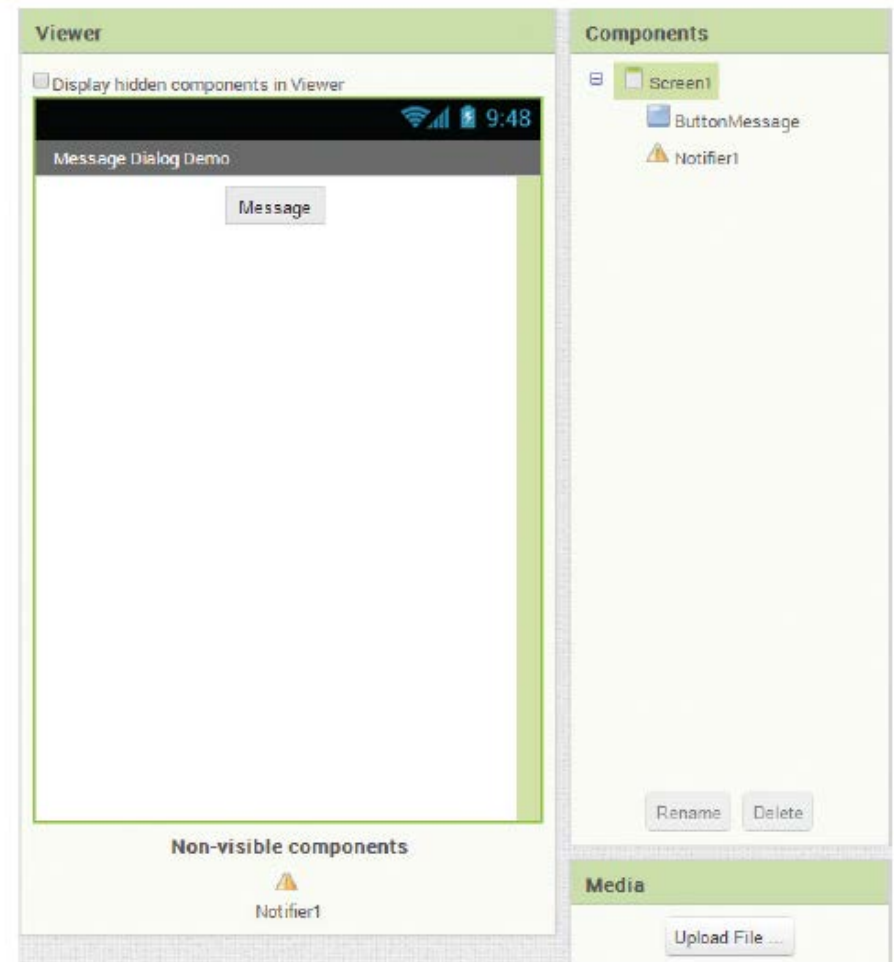 Viewer
Display hidden components in Viewer
9:48
Message Dialog Demo
Message
Non-visible components
Notifier1
Components
Screen1
ButtonMessage
Notifier1
Rename Delete
Media
Upload File ...